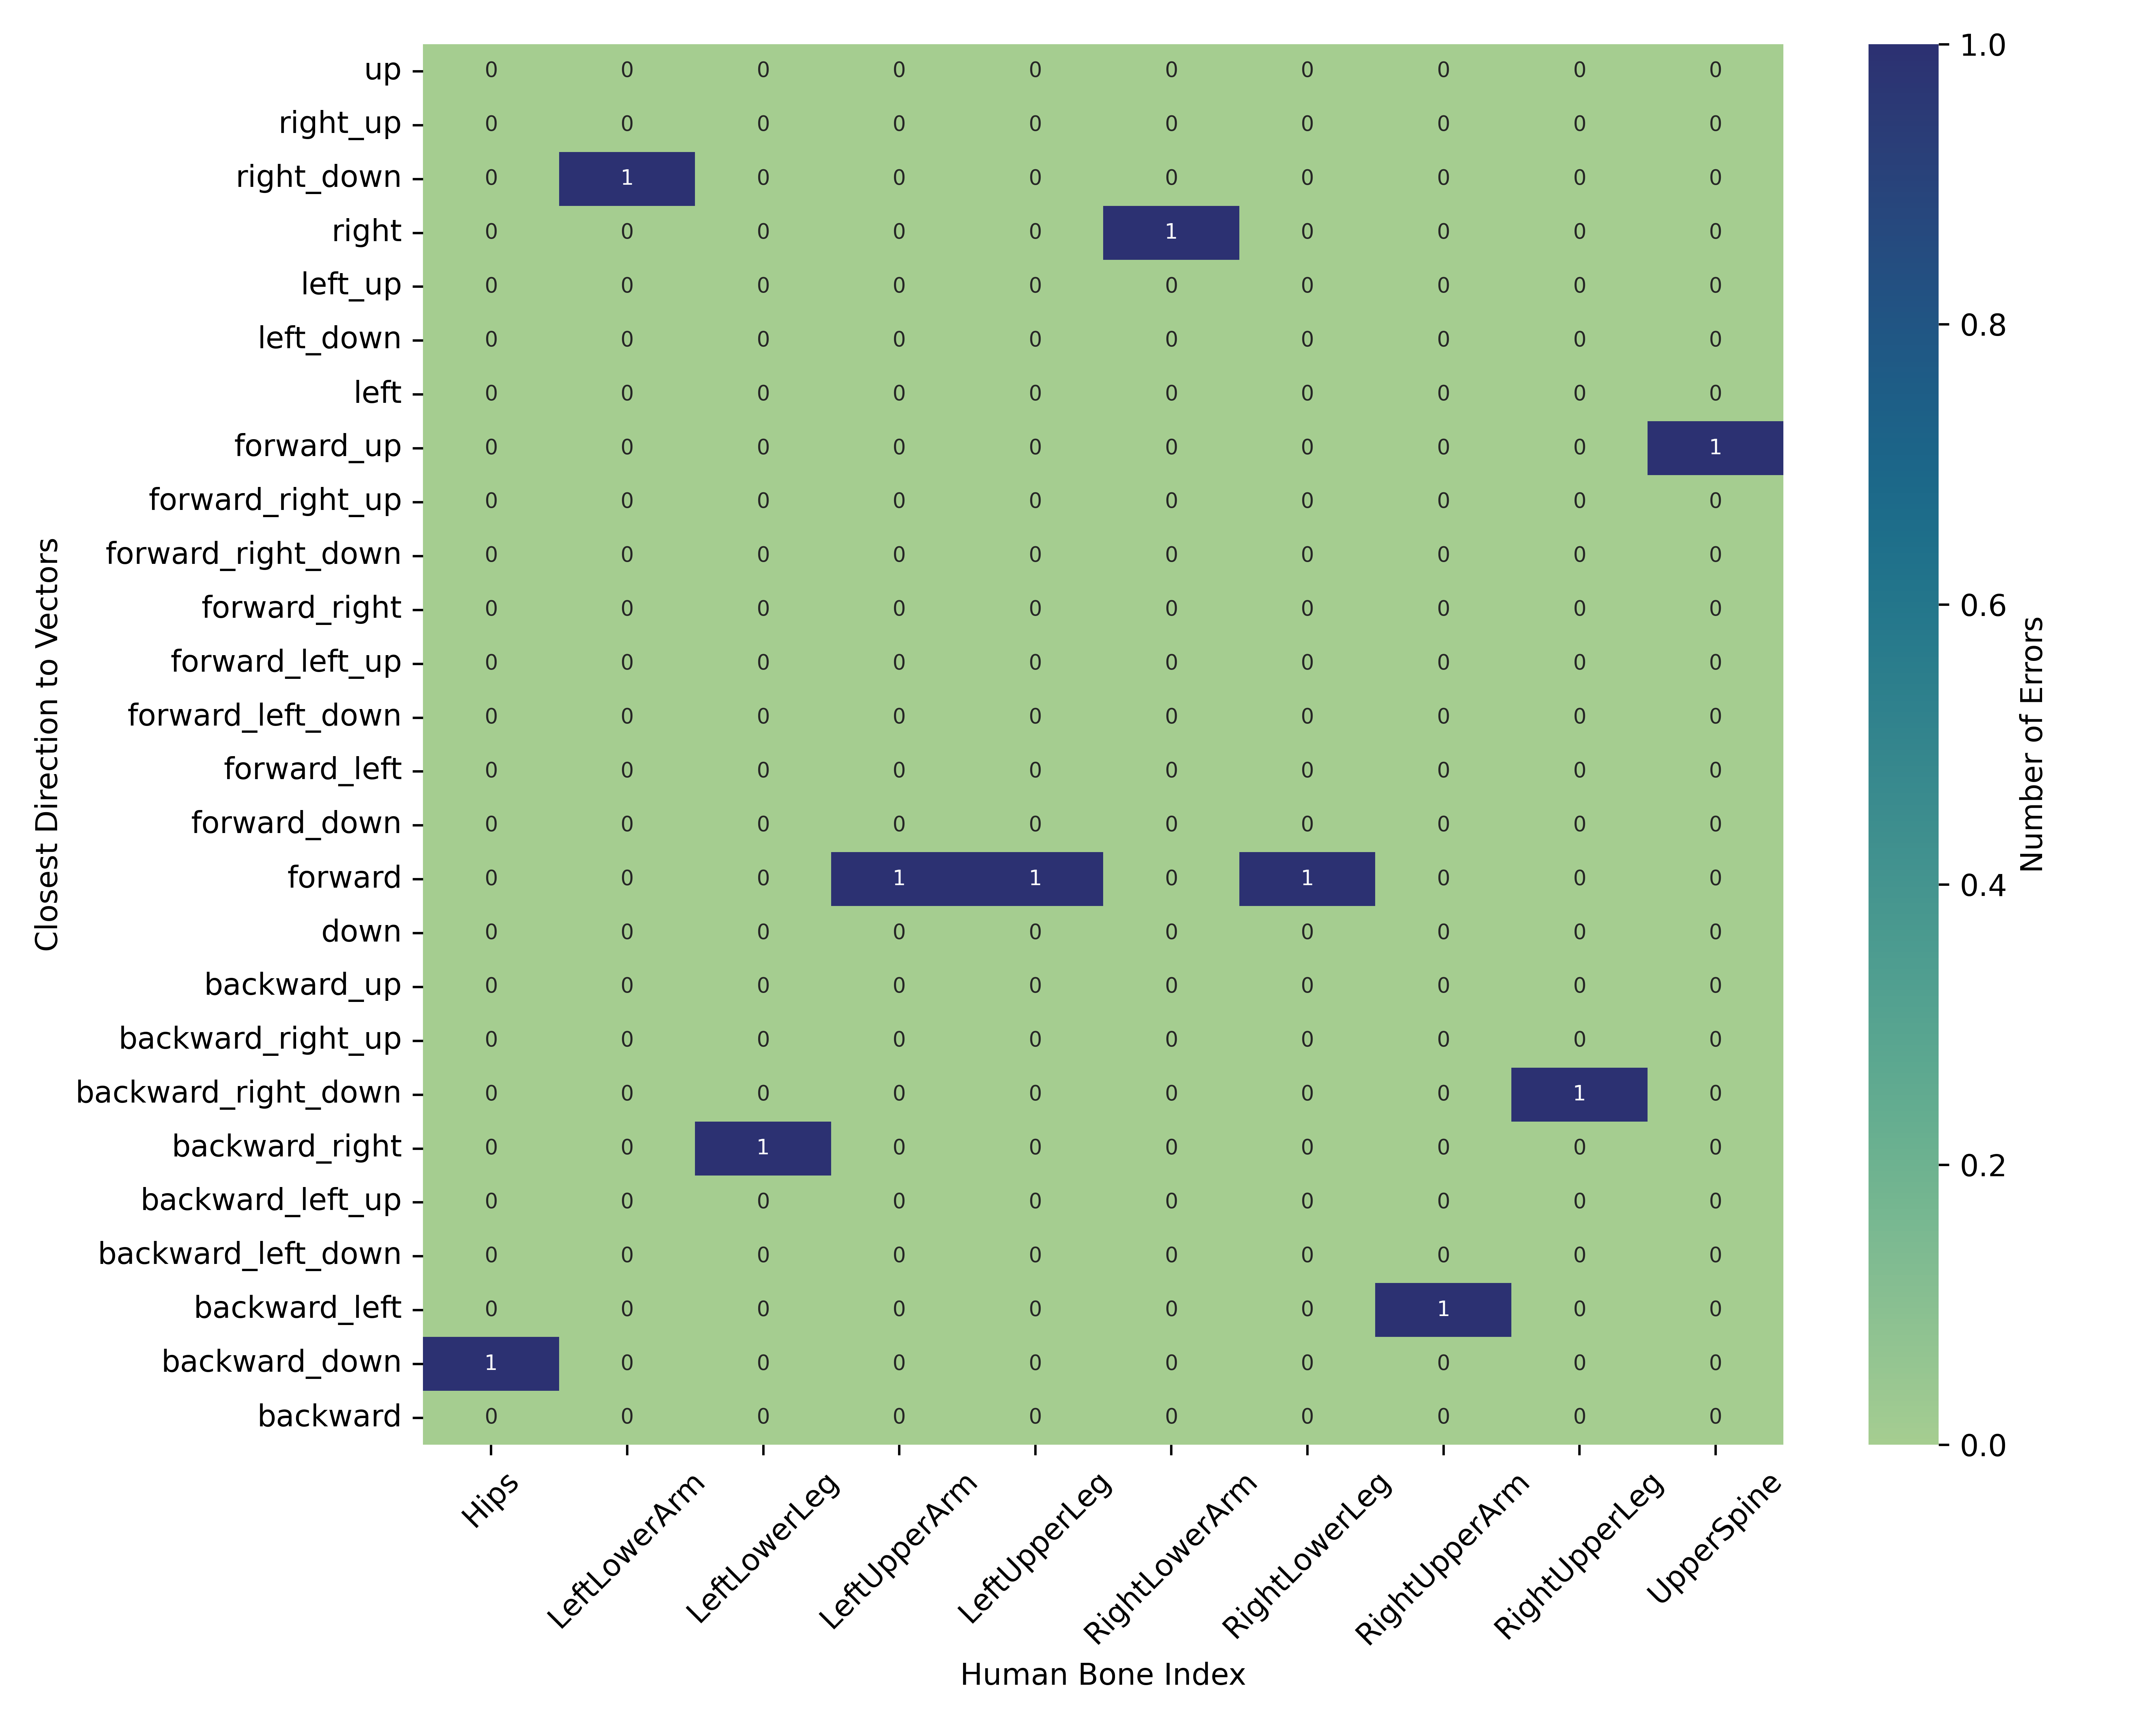 up 0 0 0 0 0 0 0 0 0 0
right_up 0 0 0 0 0 0 0 0 0 0
right_down 0 1 0 0 0 0 0 0 0 0
right 0 0 0 0 0 1 0 0 0 0
left_up 0 0 0 0 0 0 0 0 0 0
left_down 0 0 0 0 0 0 0 0 0 0
left 0 0 0 0 0 0 0 0 0 0
forward_up 0 0 0 0 0 0 0 0 0 1
forward_right_up 0 0 0 0 0 0 0 0 0 0
forward_right_down 0 0 0 0 0 0 0 0 0 0
forward_right 0 0 0 0 0 0 0 0 0 0
forward_left_up 0 0 0 0 0 0 0 0 0 0
forward_left_down 0 0 0 0 0 0 0 0 0 0
forward_left 0 0 0 0 0 0 0 0 0 0
forward_down 0 0 0 0 0 0 0 0 0 0
forward 0 0 0 1 1 0 1 0 0 0
down 0 0 0 0 0 0 0 0 0 0
backward_up 0 0 0 0 0 0 0 0 0 0
backward_right_up 0 0 0 0 0 0 0 0 0 0
backward_right_down 0 0 0 0 0 0 0 0 1 0
backward_right 0 0 1 0 0 0 0 0 0 0
backward_left_up 0 0 0 0 0 0 0 0 0 0
backward_left_down 0 0 0 0 0 0 0 0 0 0
backward_left 0 0 0 0 0 0 0 1 0 0
backward_down 1 0 0 0 0 0 0 0 0 0
backward 0 0 0 0 0 0 0 0 0 0
Hips LeftLowerArm LeftLowerLeg LeftUpperArm LeftUpperLeg RightLowerArm RightLowerLeg RightUpperArm RightUpperLeg UpperSpine
Human Bone Index
Closest Direction to Vectors
1.0
0.8
0.6
0.4
0.2
0.0
Number of Errors